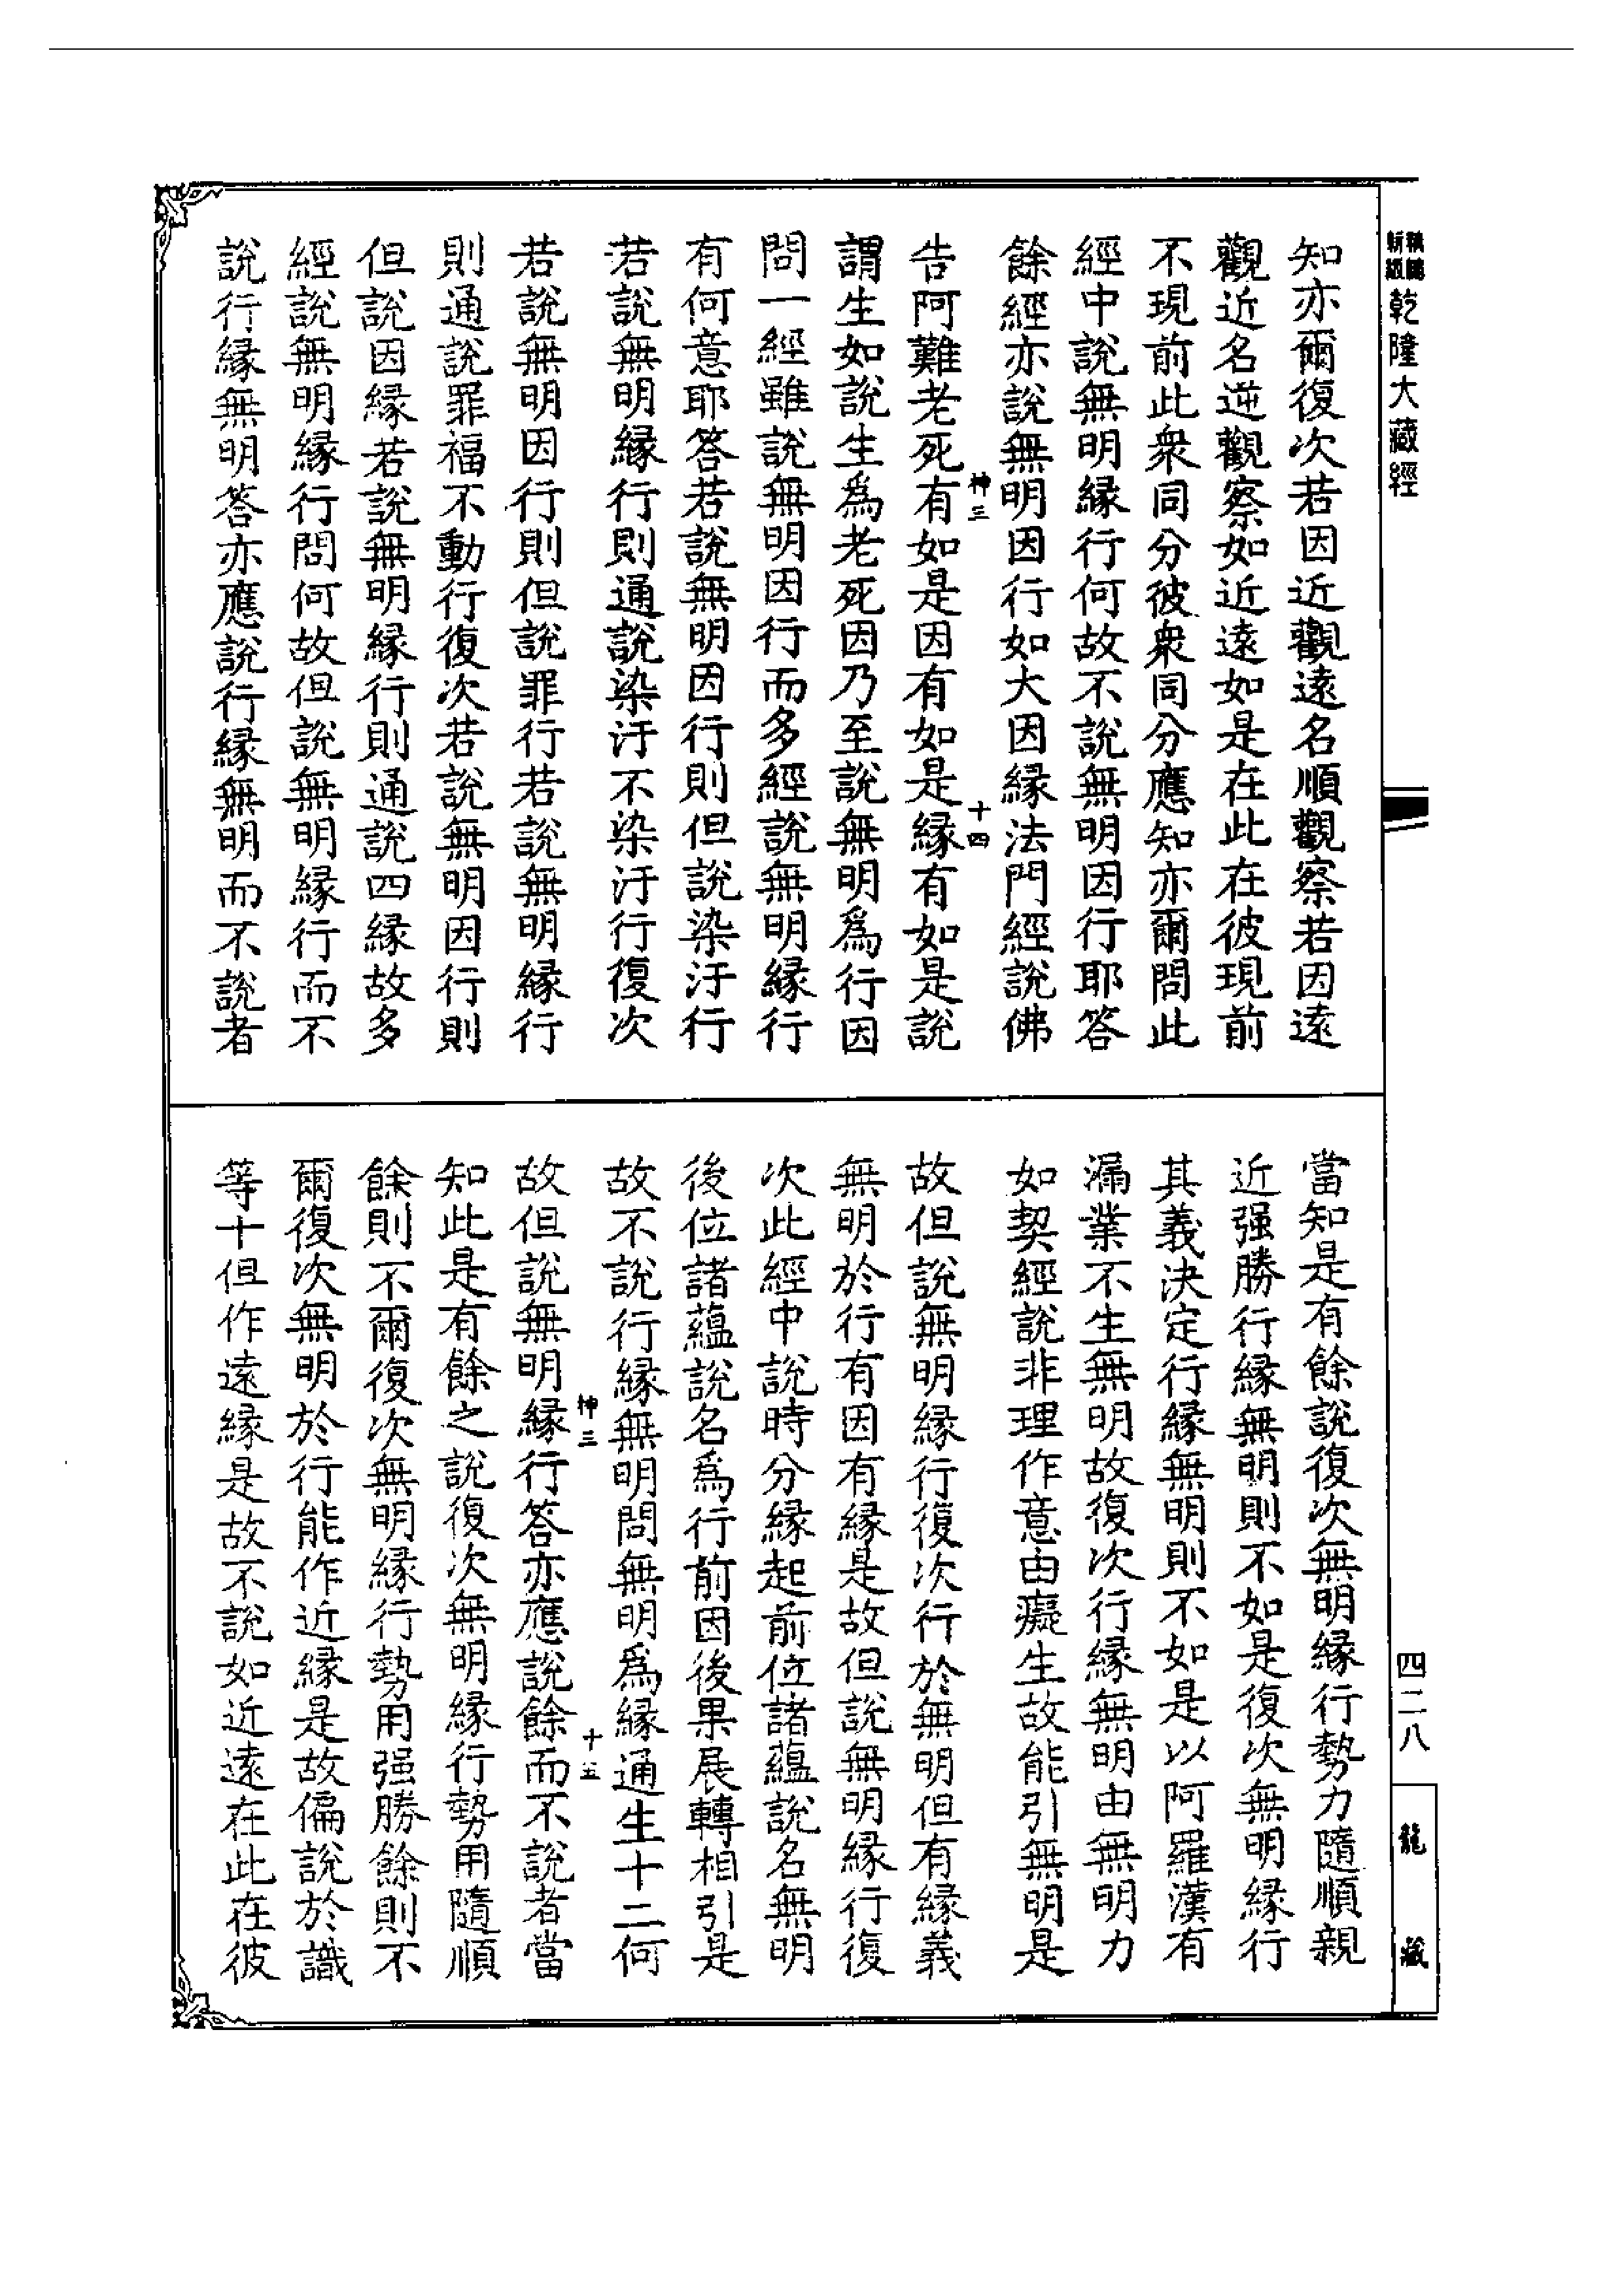 乾隆大藏經
知亦爾復次若因近觀遠名順觀察若因遠
觀近名逆觀察如近遠如是在此在彼現前
不現前此衆同分彼衆同分應知亦爾問此
經中說無明緣行何故不說無明因行耶答
餘經亦說無明因行如大因緣法門經說佛
神三
十四
告阿難老死有如是因有如是緣有如是說
謂生如說生爲老死因乃至說無明爲行因
問一經雖說無明因行而多經說無明緣行
有何意耶答若說無明因行則但說染汙行
若說無明緣行則通說染汙不染汙行復次
若說無明因行則但說罪行若說無明緣行
則通說罪福不動行復次若說無明因行則
但說因緣若說無明緣行則通說四緣故多
經說無明緣行問何故但說無明緣行而不
說行緣無明答亦應說行緣無明而不說者
當知是有餘說復次無明緣行勢力隨順親
近强勝行緣無明則不如是復次無明緣行
其義決定行緣無明則不如是以阿羅漢有
漏業不生無明故復次行緣無明由無明力
如契經說非理作意由癡生故能引無明是
故但說無明緣行復次行於無明但有緣義
無明於行有因有緣是故但說無明緣行復
次此經中說時分緣起前位諸蘊說名無明
後位諸蘊說名爲行前因後果展轉相引是
故不說行緣無明問無明爲緣通生十二何
神三
十五
故但說無明緣行答亦應說餘而不說者當
知此是有餘之說復次無明緣行勢用隨順
餘則不爾復次無明緣行勢用强勝餘則不
爾復次無明於行能作近緣是故偏說於識
等十但作遠緣是故不說如近遠在此在彼
四二八
龍藏